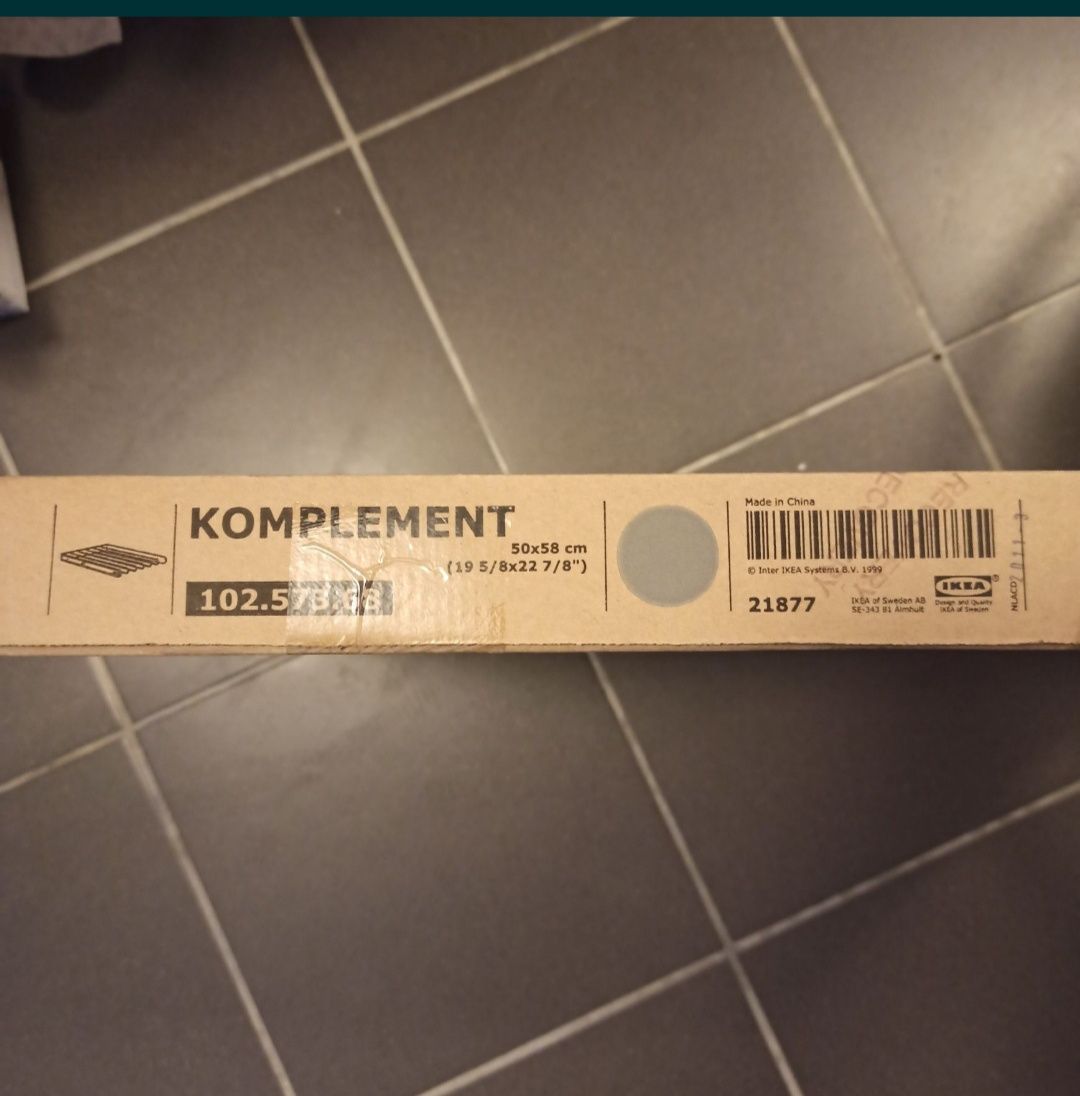 KOMPLEMENT
50x58 cm
(19 5/8x22 7/8")
Made in China
© Inter IKEA Systems B.V. 1999
21877
IKEA of Sweden AB
SE-343 81 Älmhult
IKEA®
Design and Quality
IKEA of Sweden